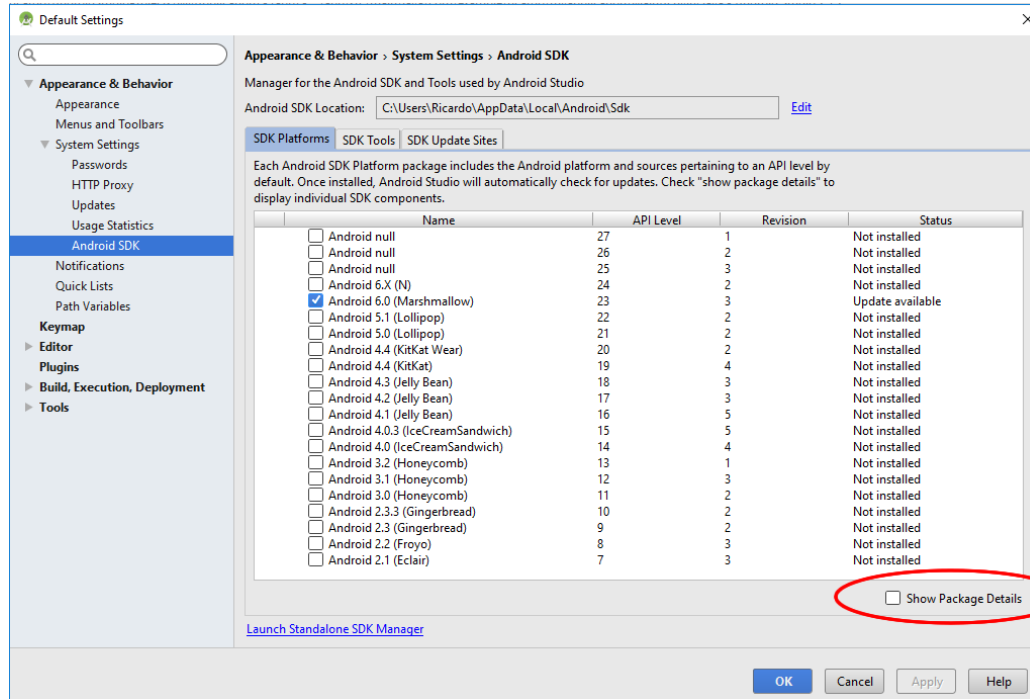 Default Settings
Appearance & Behavior
Appearance
Menus and Toolbars
System Settings
Passwords
HTTP Proxy
Updates
Usage Statistics
Android SDK
Notifications
Quick Lists
Path Variables
Keymap
Editor
Plugins
Build, Execution, Deployment
Tools
Appearance & Behavior › System Settings › Android SDK
Manager for the Android SDK and Tools used by Android Studio
Android SDK Location: C:\Users\Ricardo\AppData\Local\Android\Sdk Edit
SDK Platforms SDK Tools SDK Update Sites
Each Android SDK Platform package includes the Android platform and sources pertaining to an API level by
default. Once installed, Android Studio will automatically check for updates. Check "show package details" to
display individual SDK components.
Name API Level Revision Status
Android null 27 1 Not installed
Android null 26 2 Not installed
Android null 25 3 Not installed
Android 6.X (N) 24 2 Not installed
Android 6.0 (Marshmallow) 23 3 Update available
Android 5.1 (Lollipop) 22 2 Not installed
Android 5.0 (Lollipop) 21 2 Not installed
Android 4.4 (KitKat Wear) 20 2 Not installed
Android 4.4 (KitKat) 19 4 Not installed
Android 4.3 (Jelly Bean) 18 3 Not installed
Android 4.2 (Jelly Bean) 17 3 Not installed
Android 4.1 (Jelly Bean) 16 5 Not installed
Android 4.0.3 (IceCreamSandwich) 15 5 Not installed
Android 4.0 (IceCreamSandwich) 14 4 Not installed
Android 3.2 (Honeycomb) 13 1 Not installed
Android 3.1 (Honeycomb) 12 3 Not installed
Android 3.0 (Honeycomb) 11 2 Not installed
Android 2.3.3 (Gingerbread) 10 2 Not installed
Android 2.3 (Gingerbread) 9 2 Not installed
Android 2.2 (Froyo) 8 3 Not installed
Android 2.1 (Eclair) 7 3 Not installed
Show Package Details
Launch Standalone SDK Manager
OK Cancel Apply Help